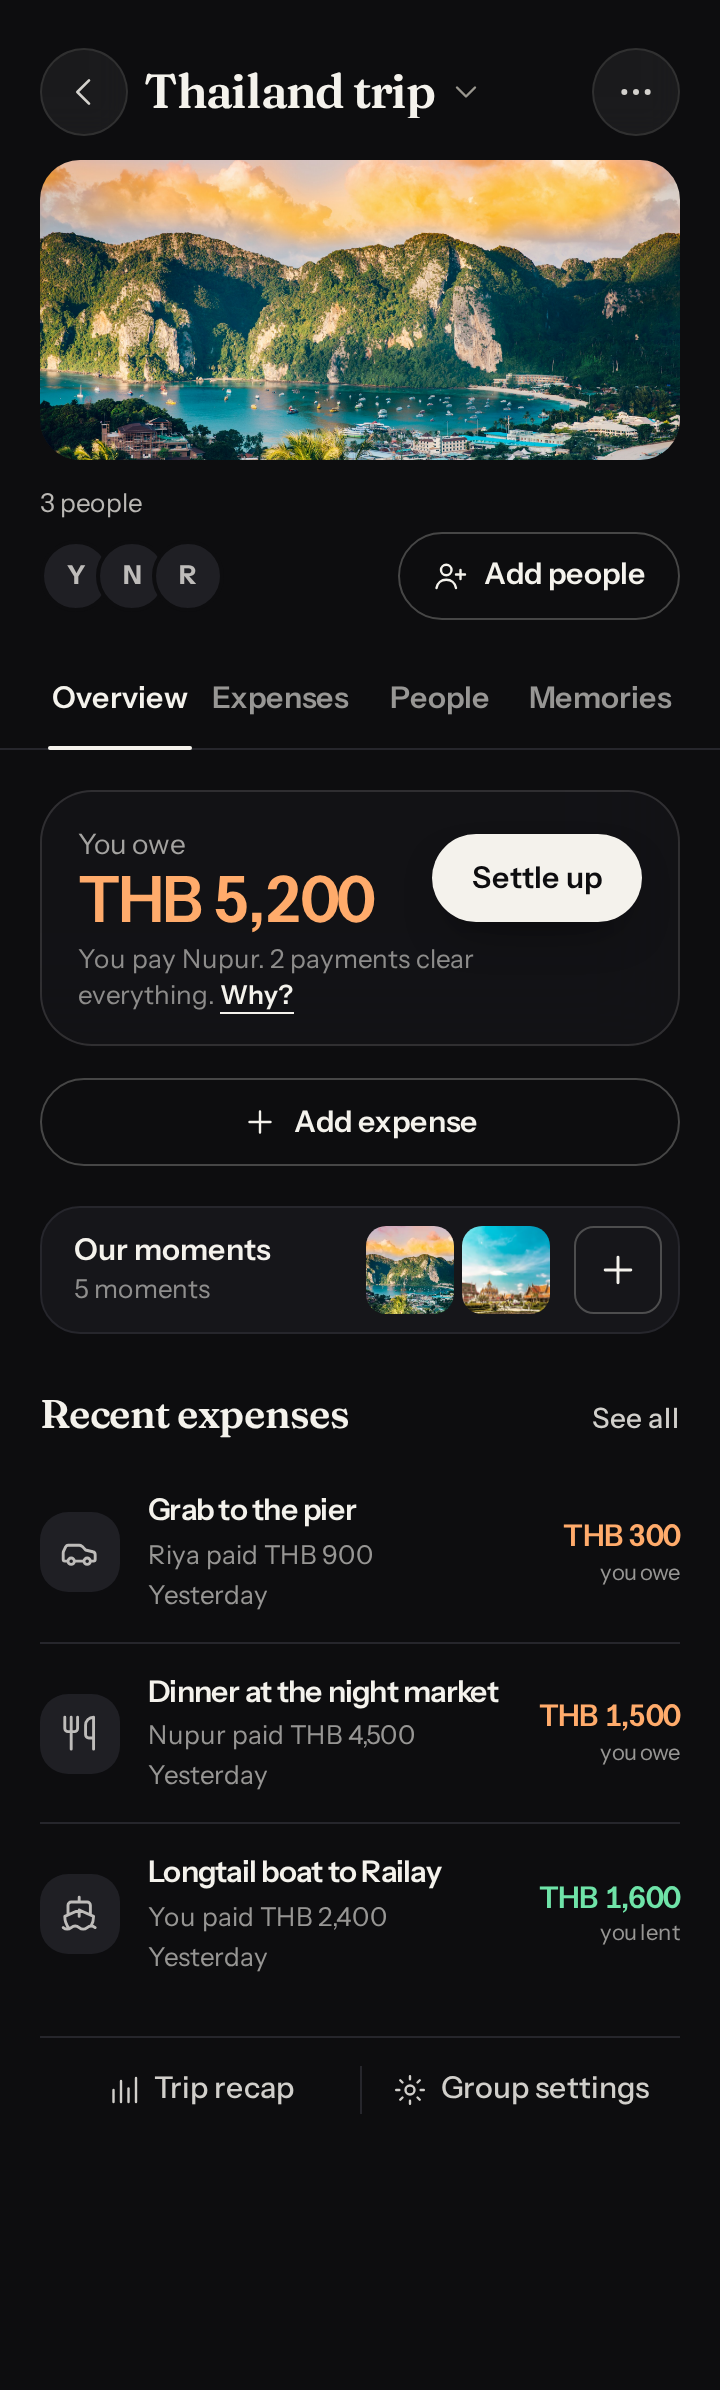 Thailand trip
3 people
Y N R
Add people
Overview Expenses People Memories
You owe
THB 5,200
Settle up
You pay Nupur. 2 payments clear
everything. Why?
Add expense
Our moments
5 moments
Recent expenses
See all
Grab to the pier
Riya paid THB 900
Yesterday
THB 300
you owe
Dinner at the night market
Nupur paid THB 4,500
Yesterday
THB 1,500
you owe
Longtail boat to Railay
You paid THB 2,400
Yesterday
THB 1,600
you lent
Trip recap
Group settings